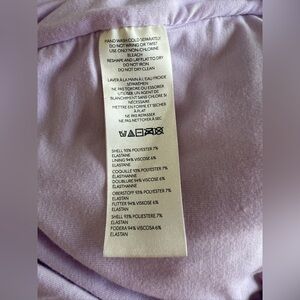 HAND WASH COLD SEPARATELY
DO NOT WRING OR TWIST
USE ONLY NON-CHLORINE
BLEACH
RESHAPE AND LAY FLAT TO DRY
DO NOT IRON
DO NOT DRY CLEAN
LAVER À LA MAIN À L'EAU FROIDE
SÉPARÉMENT
NE PAS TORDRE OU ESSORER
UTILISER UN AGENT DE
BLANCHIMENT SANS CHLORE SI
NÉCESSAIRE
METTRE EN FORME ET SÉCHER
À PLAT
NE PAS REPASSER
NE PAS NETTOYER À SEC
SHELL 93% POLYESTER 7%
ELASTANE
LINING 94% VISCOSE 6%
ELASTANE
COQUILLE 93% POLYESTER 7%
ÉLASTHANNE
DOUBLURE 94% VISCOSE 6%
ÉLASTHANNE
OBERSTOFF 93% POLYESTER 7%
ELASTAN
FUTTER 94% VISKOSE 6%
ELASTAN
SHELL 93% POLIESTERE 7%
ELASTAN
FODERA 94% VISCOSA 6%
ELASTAN